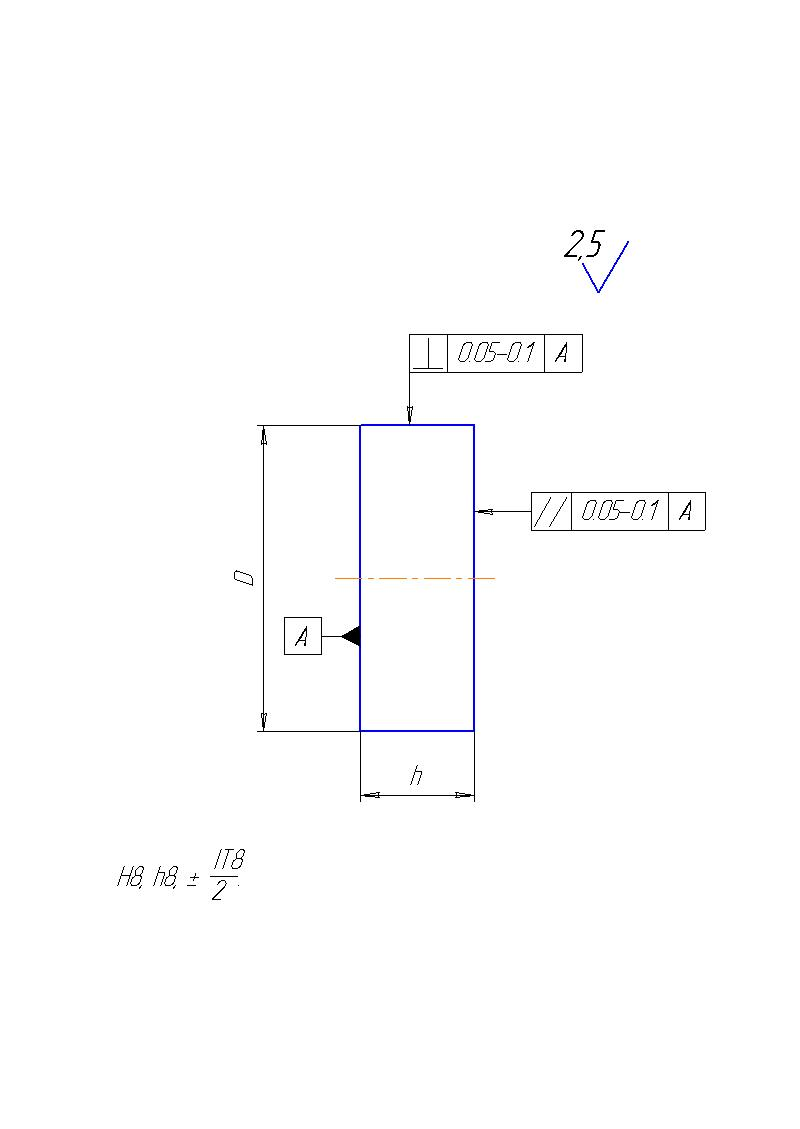 2,5
⊥ 0.05–0.1 A
// 0.05–0.1 A
D
A
h
H8, h8, ± IT8/2.